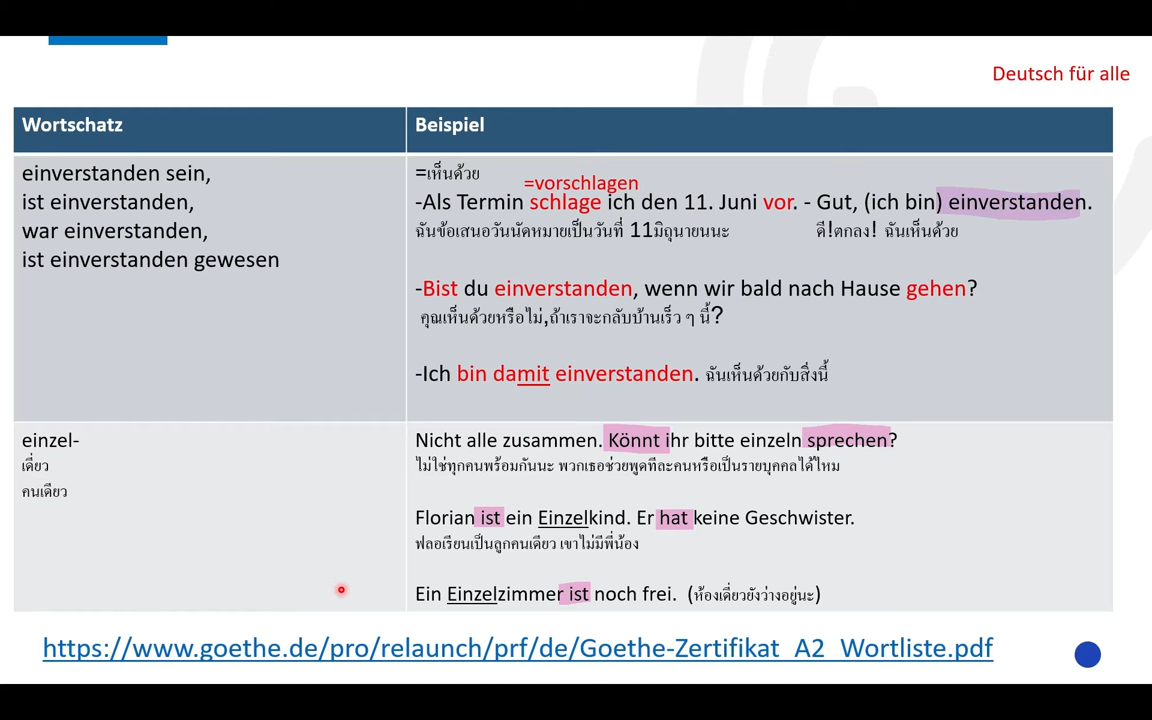 Deutsch für alle
Wortschatz
Beispiel
einverstanden sein,
ist einverstanden,
war einverstanden,
ist einverstanden gewesen
=เห็นด้วย
=vorschlagen
-Als Termin schlage ich den 11. Juni vor. - Gut, (ich bin) einverstanden.
ฉันข้อเสนอวันนัดหมายเป็นวันที่ 11มิถุนายนนะ ดี!ตกลง! ฉันเห็นด้วย
-Bist du einverstanden, wenn wir bald nach Hause gehen?
คุณเห็นด้วยหรือไม่,ถ้าเราจะกลับบ้านเร็ว ๆ นี้?
-Ich bin damit einverstanden. ฉันเห็นด้วยกับสิ่งนี้
einzel-
เดี่ยว
คนเดียว
Nicht alle zusammen. Könnt ihr bitte einzeln sprechen?
ไม่ใช่ทุกคนพร้อมกันนะ พวกเธอช่วยพูดทีละคนหรือเป็นรายบุคคลได้ไหม
Florian ist ein Einzelkind. Er hat keine Geschwister.
ฟลอเรียนเป็นลูกคนเดียว เขาไม่มีพี่น้อง
Ein Einzelzimmer ist noch frei. (ห้องเดี่ยวยังว่างอยู่นะ)
https://www.goethe.de/pro/relaunch/prf/de/Goethe-Zertifikat_A2_Wortliste.pdf